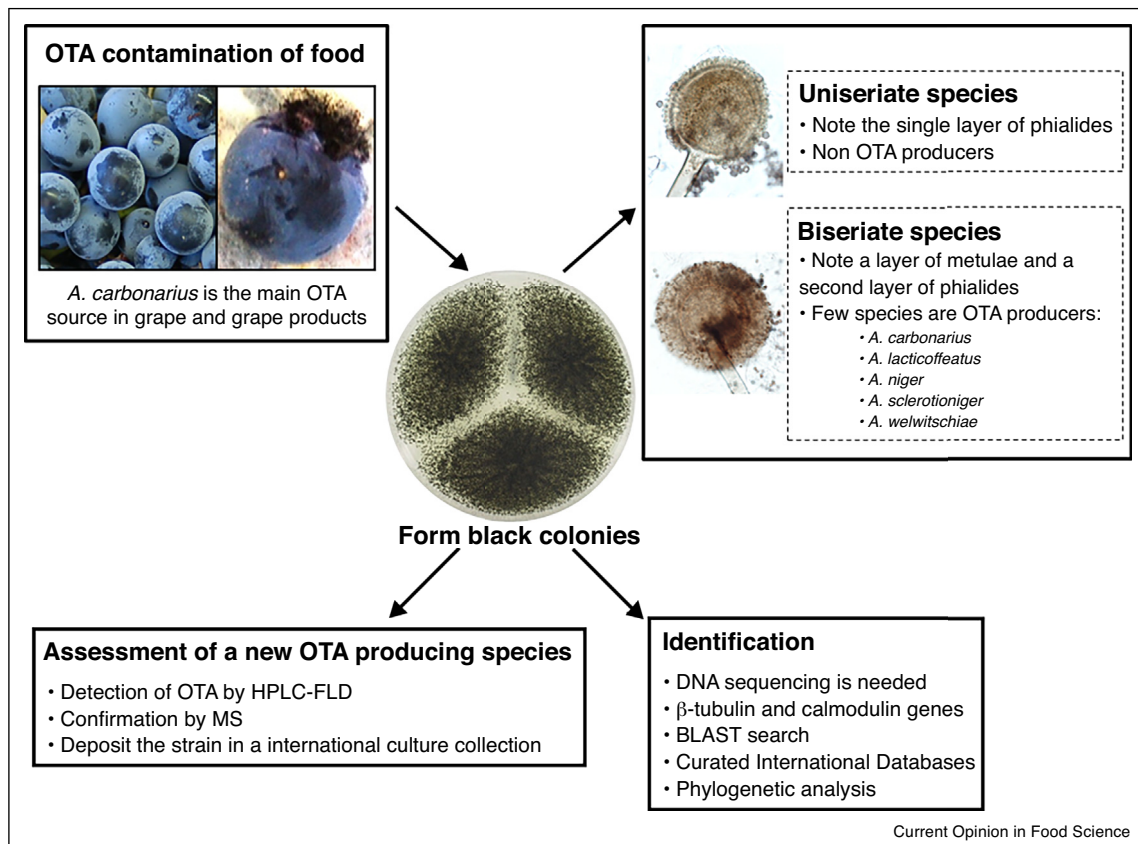 OTA contamination of food
A. carbonarius is the main OTA
source in grape and grape products
Uniseriate species
• Note the single layer of phialides
• Non OTA producers
Biseriate species
• Note a layer of metulae and a
second layer of phialides
• Few species are OTA producers:
• A. carbonarius
• A. lacticoffeatus
• A. niger
• A. sclerotioniger
• A. welwitschiae
Form black colonies
Assessment of a new OTA producing species
• Detection of OTA by HPLC-FLD
• Confirmation by MS
• Deposit the strain in a international culture collection
Identification
• DNA sequencing is needed
• β-tubulin and calmodulin genes
• BLAST search
• Curated International Databases
• Phylogenetic analysis
Current Opinion in Food Science